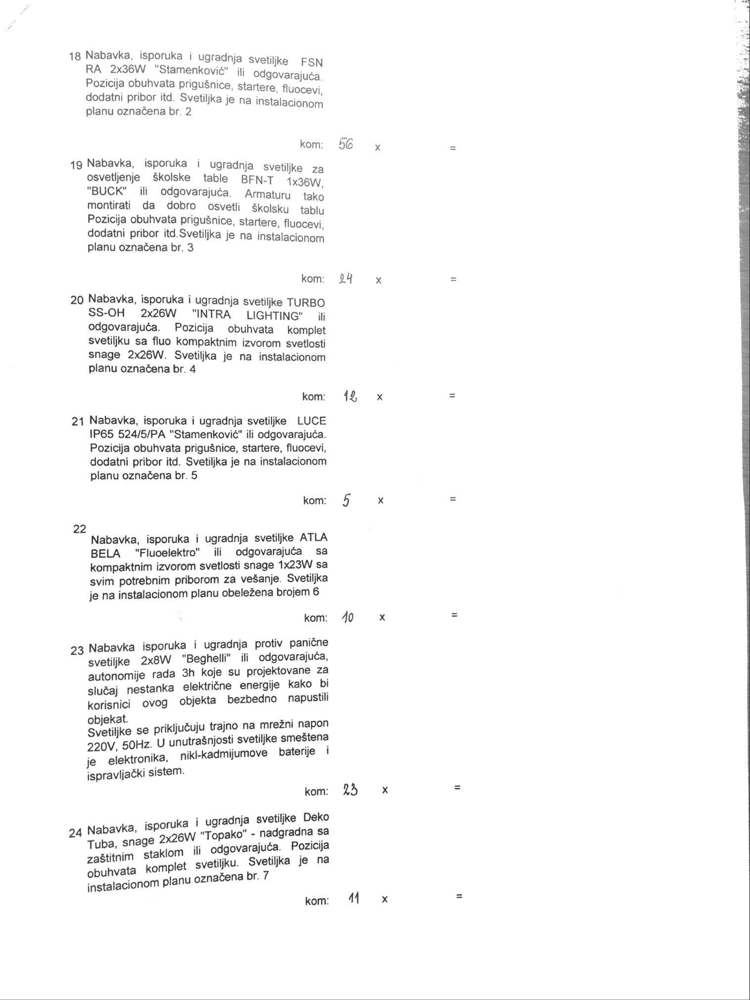 18 Nabavka, isporuka i ugradnja svetiljke FSN
RA 2x36W "Stamenković" ili odgovarajuća.
Pozicija obuhvata prigušnice, startere, fluocevi,
dodatni pribor itd. Svetiljka je na instalacionom
planu označena br. 2
kom: 56 x =
19 Nabavka, isporuka i ugradnja svetiljke za
osvetljenje školske table BFN-T 1x36W,
"BUCK" ili odgovarajuća. Armaturu tako
montirati da dobro osvetli školsku tablu
Pozicija obuhvata prigušnice, startere, fluocevi,
dodatni pribor itd.Svetiljka je na instalacionom
planu označena br. 3
kom: 24 x =
20 Nabavka, isporuka i ugradnja svetiljke TURBO
SS-OH 2x26W "INTRA LIGHTING" ili
odgovarajuća. Pozicija obuhvata komplet
svetiljku sa fluo kompaktnim izvorom svetlosti
snage 2x26W. Svetiljka je na instalacionom
planu označena br. 4
kom: 12 x =
21 Nabavka, isporuka i ugradnja svetiljke LUCE
IP65 524/5/PA "Stamenković" ili odgovarajuća.
Pozicija obuhvata prigušnice, startere, fluocevi,
dodatni pribor itd. Svetiljka je na instalacionom
planu označena br. 5
kom: 5 x =
22
Nabavka, isporuka i ugradnja svetiljke ATLA
BELA "Fluoelektro" ili odgovarajuća sa
kompaktnim izvorom svetlosti snage 1x23W sa
svim potrebnim priborom za vešanje. Svetiljka
je na instalacionom planu obeležena brojem 6
kom: 10 x =
23 Nabavka isporuka i ugradnja protiv panične
svetiljke 2x8W "Beghelli" ili odgovarajuća,
autonomije rada 3h koje su projektovane za
slučaj nestanka električne energije kako bi
korisnici ovog objekta bezbedno napustili
objekat.
Svetiljke se priključuju trajno na mrežni napon
220V, 50Hz. U unutrašnjosti svetiljke smeštena
je elektronika, nikl-kadmijumove baterije i
ispravljački sistem.
kom: 23 x =
24 Nabavka, isporuka i ugradnja svetiljke Deko
Tuba, snage 2x26W "Topako" - nadgradna sa
zaštitnim staklom ili odgovarajuća. Pozicija
obuhvata komplet svetiljku. Svetiljka je na
instalacionom planu označena br. 7
kom: 11 x =